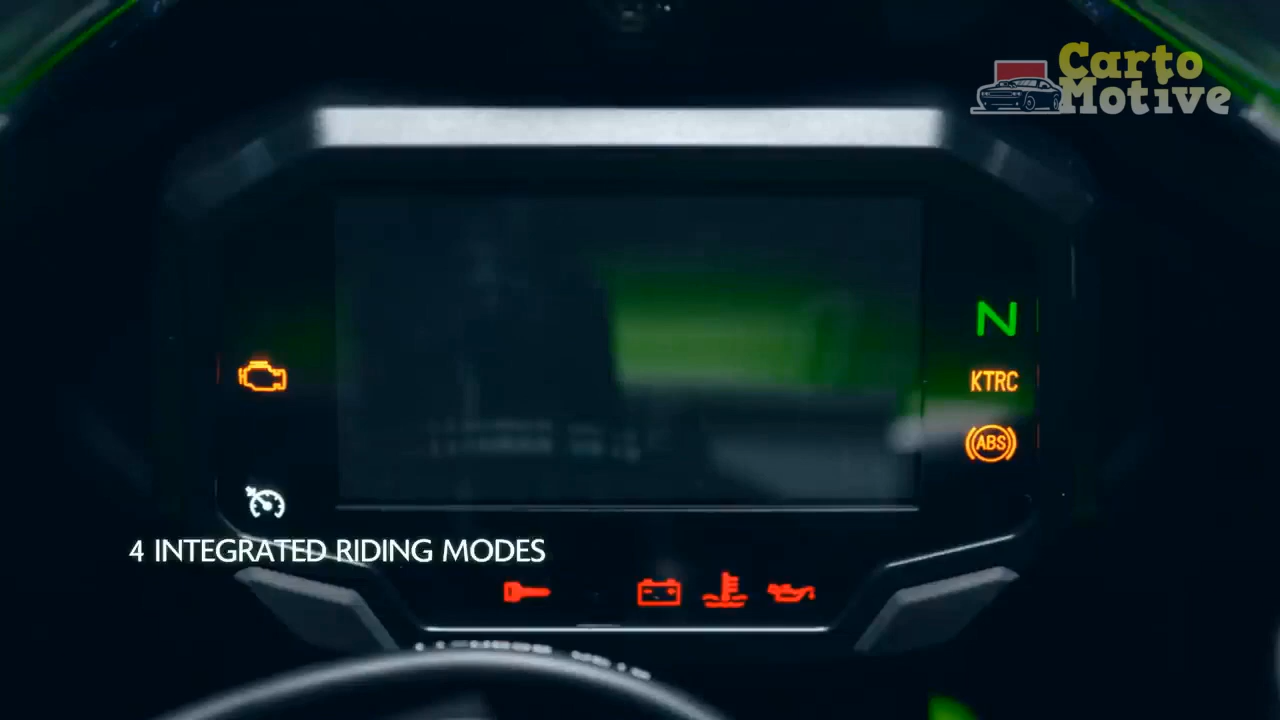 Carto
Motive
N
KTRC
ABS
4 INTEGRATED RIDING MODES